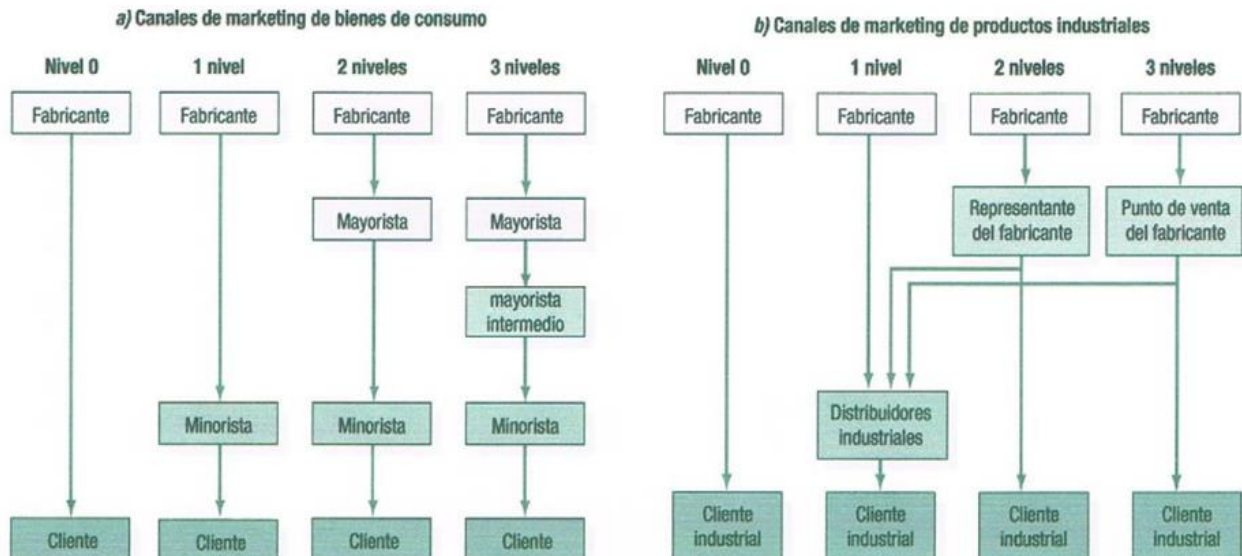 a) Canales de marketing de bienes de consumo
Nivel 0
1 nivel
2 niveles
3 niveles
Fabricante
Fabricante
Fabricante
Fabricante
Mayorista
Mayorista
mayorista
intermedio
Minorista
Minorista
Minorista
Cliente
Cliente
Cliente
Cliente
b) Canales de marketing de productos industriales
Nivel 0
1 nivel
2 niveles
3 niveles
Fabricante
Fabricante
Fabricante
Fabricante
Representante
del fabricante
Punto de venta
del fabricante
Distribuidores
industriales
Cliente
industrial
Cliente
industrial
Cliente
industrial
Cliente
industrial